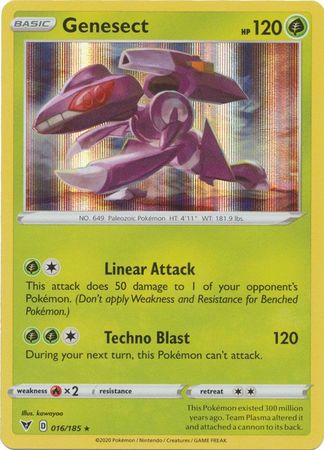 BASIC Genesect HP 120
NO. 649 Paleozoic Pokémon HT: 4'11" WT: 181.9 lbs.
Linear Attack
This attack does 50 damage to 1 of your opponent's
Pokémon. (Don't apply Weakness and Resistance for Benched
Pokémon.)
Techno Blast 120
During your next turn, this Pokémon can't attack.
weakness ×2 resistance retreat
Illus. kawayoo
D 016/185 ★
This Pokémon existed 300 million
years ago. Team Plasma altered it
and attached a cannon to its back.
©2020 Pokémon / Nintendo / Creatures / GAME FREAK